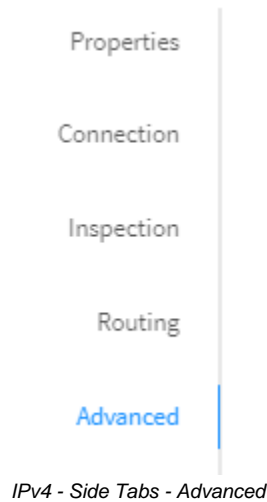 Properties
Connection
Inspection
Routing
Advanced
IPv4 - Side Tabs - Advanced